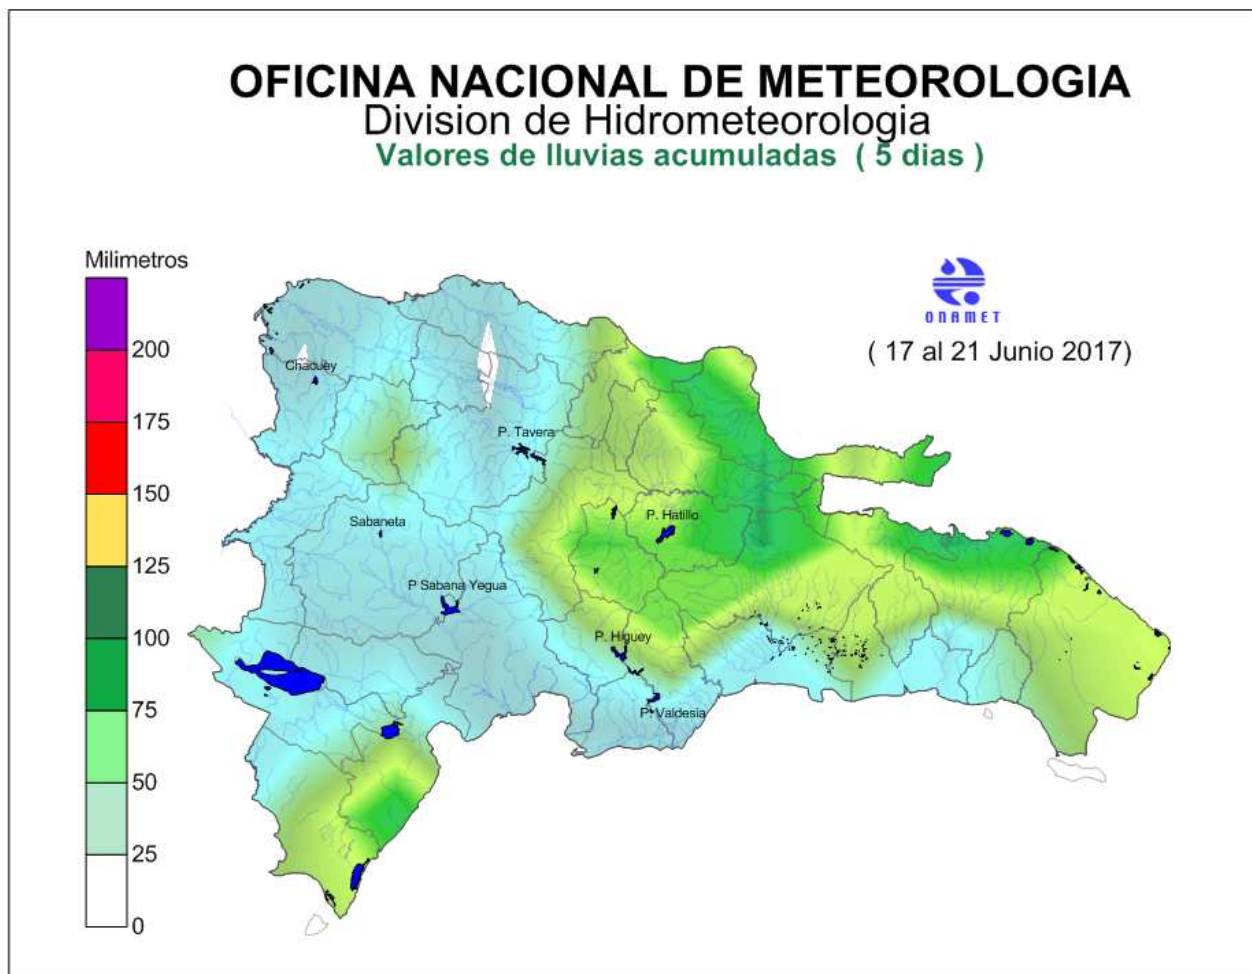 OFICINA NACIONAL DE METEOROLOGIA
Division de Hidrometeorologia
Valores de lluvias acumuladas ( 5 dias )
Milimetros
200
175
150
125
100
75
50
25
0
ONAMET
( 17 al 21 Junio 2017)
Chacuey
P. Tavera
Sabaneta
P. Hatillo
P Sabana Yegua
P. Higuey
P. Valdesia